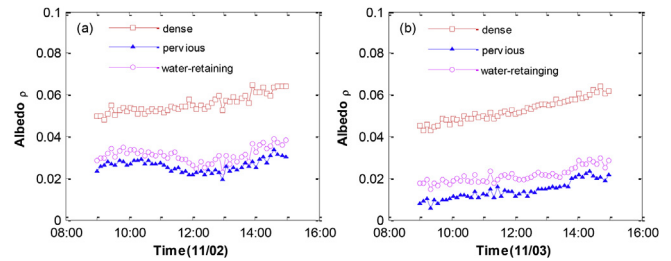 0.1
(a)
dense
pervious
water-retaining
0.08
0.06
0.04
0.02
0
Albedo ρ
08:00 10:00 12:00 14:00 16:00
Time(11/02)
0.1
(b)
dense
pervious
water-retainging
0.08
0.06
0.04
0.02
0
Albedo ρ
08:00 10:00 12:00 14:00 16:00
Time(11/03)